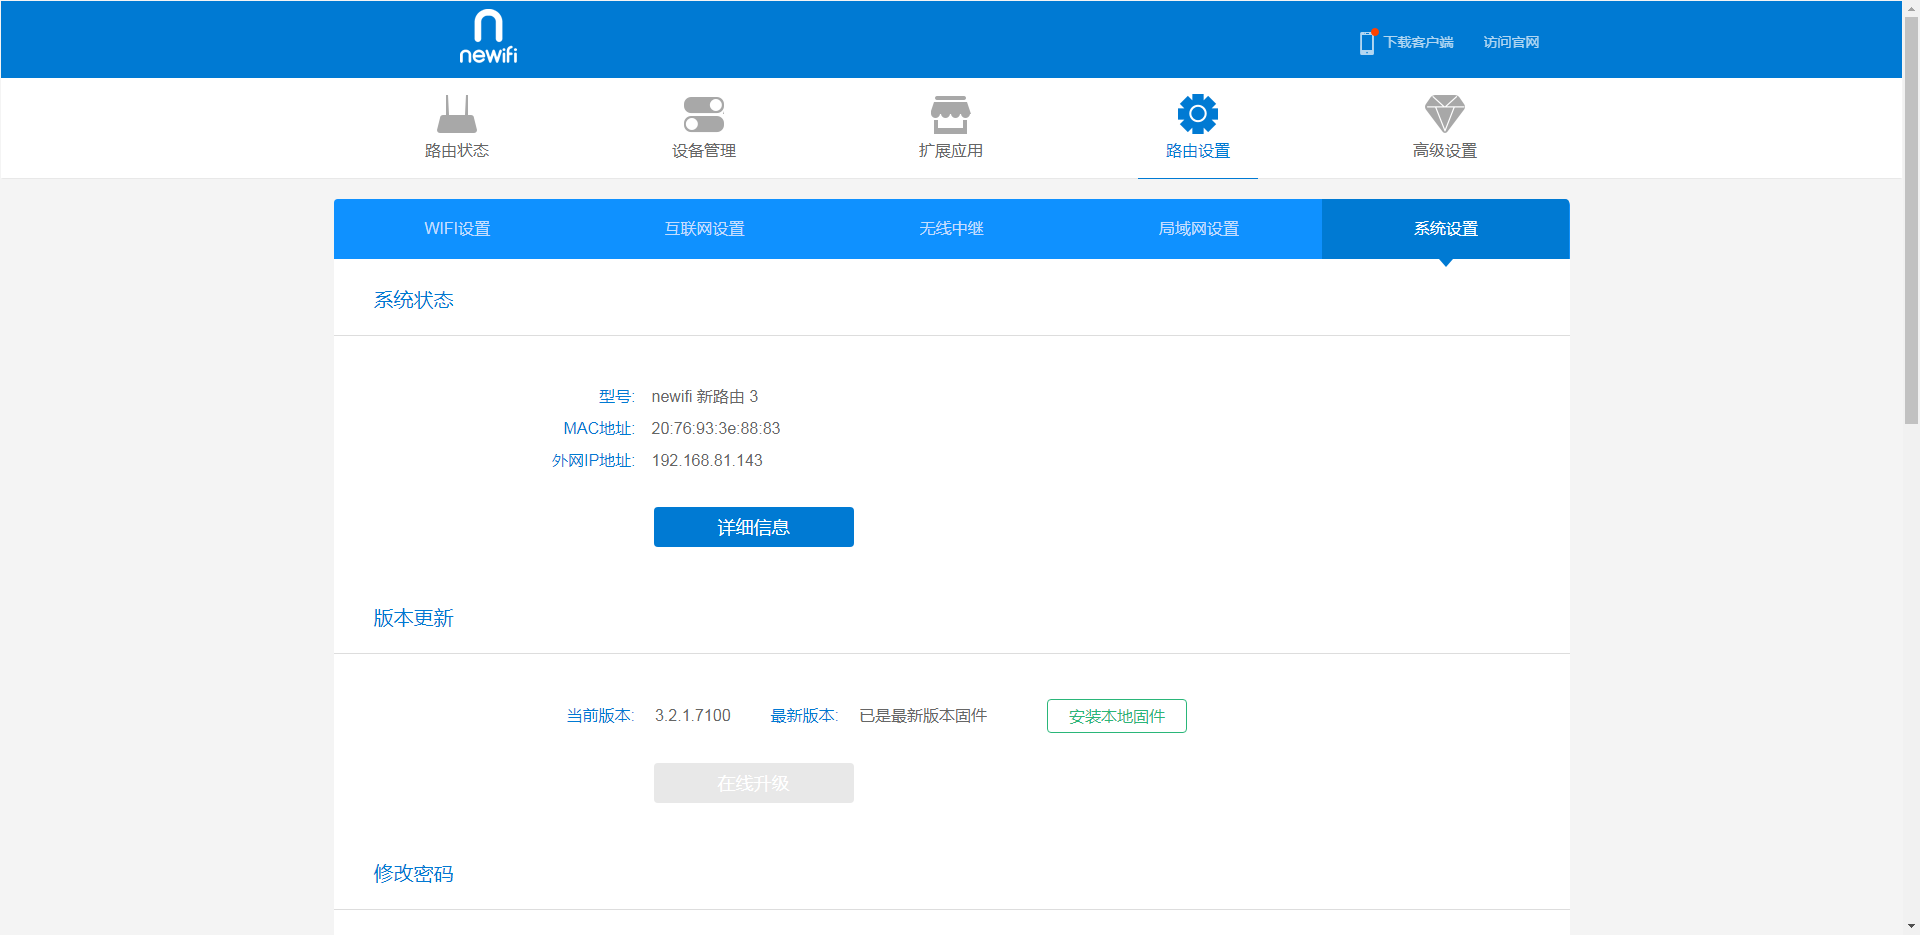 newifi
下载客户端 访问官网
路由状态 设备管理 扩展应用 路由设置 高级设置
WIFI设置 互联网设置 无线中继 局域网设置 系统设置
系统状态
型号: newifi 新路由 3
MAC地址: 20:76:93:3e:88:83
外网IP地址: 192.168.81.143
详细信息
版本更新
当前版本: 3.2.1.7100 最新版本: 已是最新版本固件 安装本地固件
在线升级
修改密码